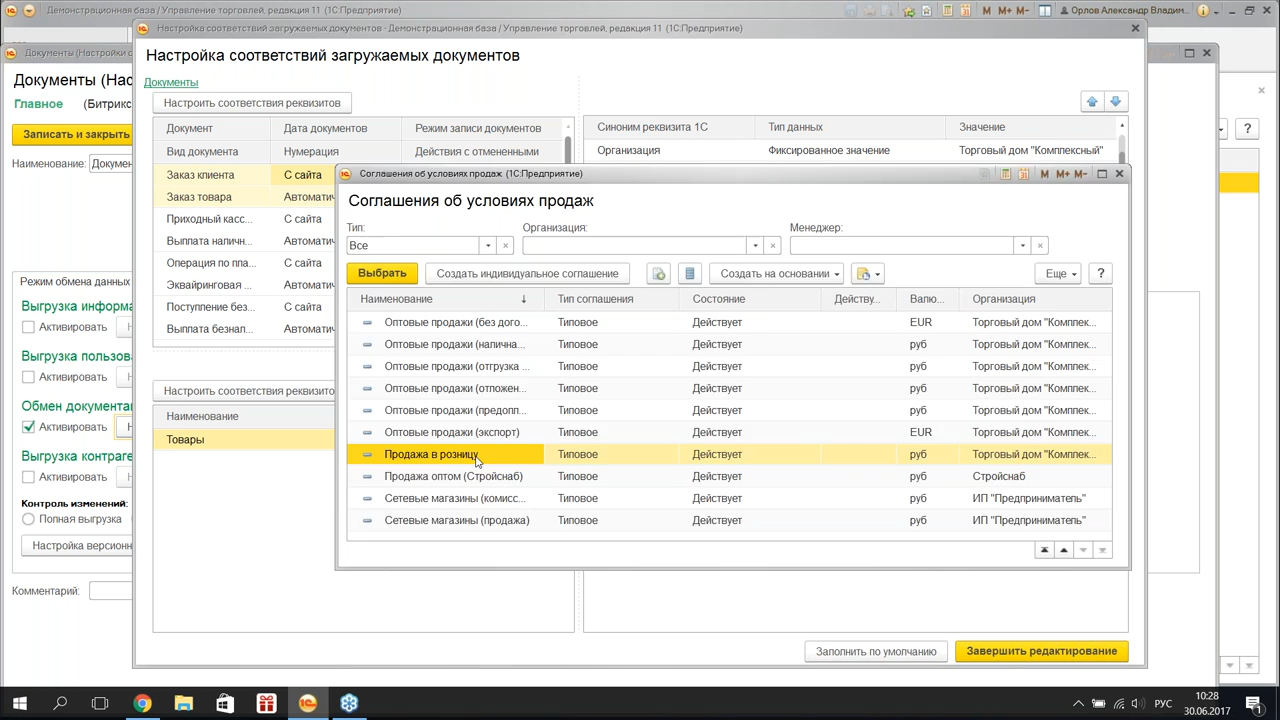 Демонстрационная база / Управление торговлей, редакция 11 (1С:Предприятие)
M M+ M-
Орлов Александр Владим...
Настройка соответствий загружаемых документов - Демонстрационная база / Управление торговлей, редакция 11 (1С:Предприятие)
Документы (Настройки с
Настройка соответствий загружаемых документов
Документы (Нас
Документы
Главное
(Битрикс
Настроить соответствия реквизитов
Записать и закрыть
?
Документ
Дата документов
Режим записи документов
Синоним реквизита 1С
Тип данных
Значение
Вид документа
Нумерация
Действия с отмененными
Организация
Фиксированное значение
Торговый дом "Комплексный"
Наименование:
Докумен
Заказ клиента
С сайта
Заказ товара
Автоматич
Приходный касс...
С сайта
Выплата наличн...
Автомати
Операция по пла...
С сайта
Эквайринговая ...
Автомати
Поступление без...
С сайта
Выплата безнал...
Автомати
Соглашения об условиях продаж (1С:Предприятие)
M M+ M-
Соглашения об условиях продаж
Тип:
Организация:
Менеджер:
Все
Выбрать
Создать индивидуальное соглашение
Создать на основании
Еще
?
Наименование
Тип соглашения
Состояние
Действу...
Валю...
Организация
Оптовые продажи (без дого...
Типовое
Действует
EUR
Торговый дом "Комплек...
Оптовые продажи (налична...
Типовое
Действует
руб
Торговый дом "Комплек...
Оптовые продажи (отгрузка ...
Типовое
Действует
руб
Торговый дом "Комплек...
Оптовые продажи (отложен...
Типовое
Действует
руб
Торговый дом "Комплек...
Оптовые продажи (предопл...
Типовое
Действует
руб
Торговый дом "Комплек...
Оптовые продажи (экспорт)
Типовое
Действует
EUR
Торговый дом "Комплек...
Продажа в розницу
Типовое
Действует
руб
Торговый дом "Комплек...
Продажа оптом (Стройснаб)
Типовое
Действует
руб
Стройснаб
Сетевые магазины (комисс...
Типовое
Действует
руб
ИП "Предприниматель"
Сетевые магазины (продажа)
Типовое
Действует
руб
ИП "Предприниматель"
Режим обмена данных
Выгрузка информа
Активировать
Н
Выгрузка пользова
Активировать
Н
Обмен документа
Активировать
Н
Выгрузка контраге
Активировать
Н
Контроль изменений:
Полная выгрузка
Настройка версионн
Комментарий:
Настроить соответствия реквизито
Наименование
Товары
Заполнить по умолчанию
Завершить редактирование
1С
РУС
10:28
30.06.2017
1